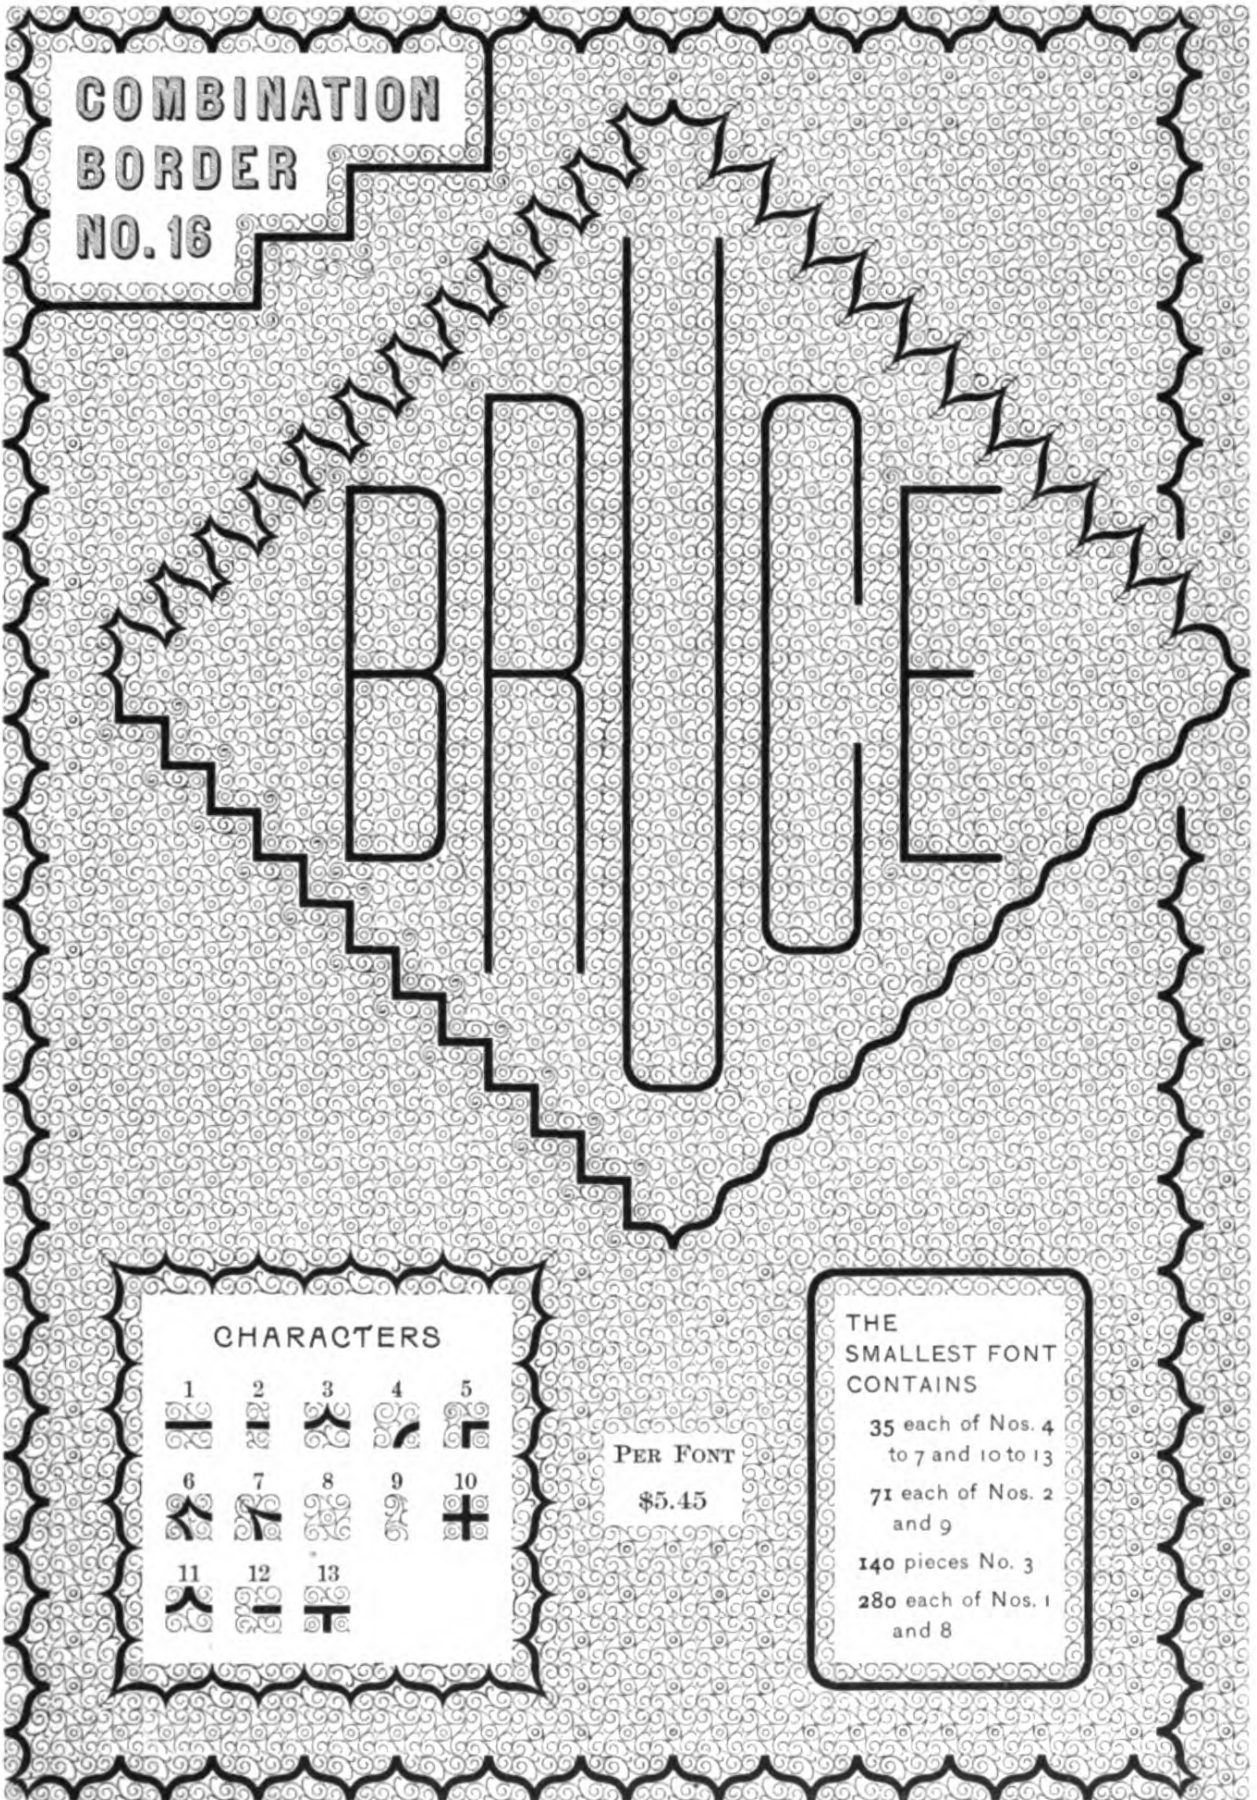 COMBINATION
BORDER
NO. 16
BRUCE
CHARACTERS
1 2 3 4 5
6 7 8 9 10
11 12 13
PER FONT
$5.45
THE
SMALLEST FONT
CONTAINS
35 each of Nos. 4
to 7 and 10 to 13
71 each of Nos. 2
and 9
140 pieces No. 3
280 each of Nos. 1
and 8